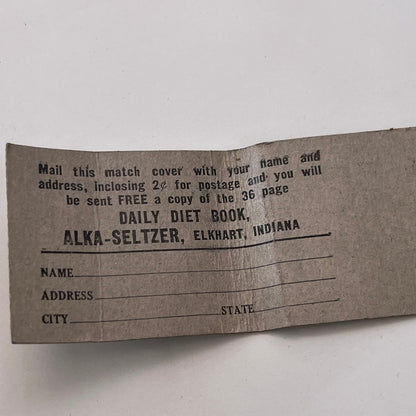 Mail this match cover with your name and
address, inclosing 2¢ for postage and you will
be sent FREE a copy of the 36 page
DAILY DIET BOOK,
ALKA-SELTZER, ELKHART, INDIANA
NAME
ADDRESS
CITY STATE